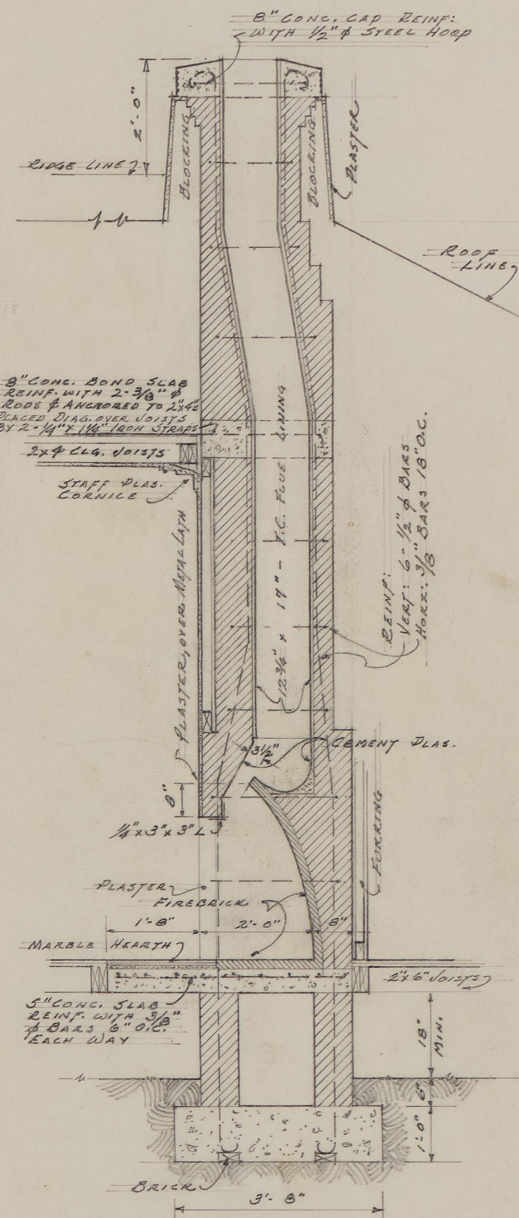 8" CONC. CAP REINF:
WITH 1/2" ⌀ STEEL HOOP
2'-0"
BLOCKING
BLOCKING
PLASTER
RIDGE LINE
ROOF
LINE
8" CONC. BOND SLAB
REINF. WITH 2-3/8" ⌀
RODS & ANCHORED TO 2"x4"s
PLACED DIAG. OVER JOISTS
BY 2-1/4" x 1 1/4" IRON STRAPS
2x4 CLG. JOISTS
STAFF PLAS.
CORNICE
PLASTER, OVER METAL LATH
12 3/4" x 17" - T.C. FLUE LINING
REINF:
VERT: 6-1/2" ⌀ BARS
HORZ: 3/8" BARS 18" O.C.
3 1/2"
CEMENT PLAS.
8"
1/4" x 3" x 3" L
FURRING
PLASTER
FIREBRICK
1'-8"
2'-0"
8"
MARBLE HEARTH
2"x6" JOISTS
5" CONC. SLAB
REINF. WITH 3/8"
⌀ BARS 6" O.C.
EACH WAY
18"
MIN.
6"
1'-0"
BRICK
3'-8"